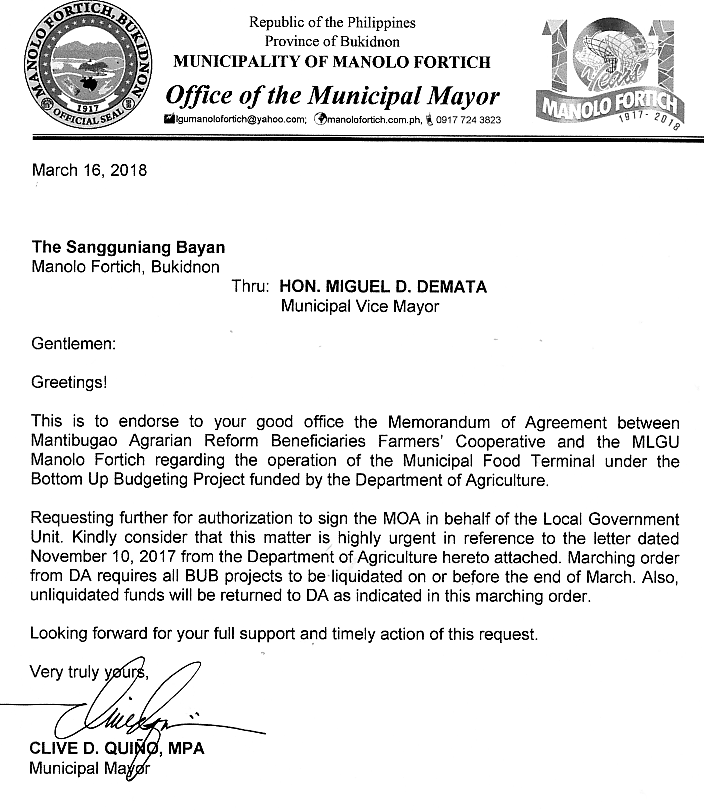 MANOLO FORTICH, BUKIDNON
1917
OFFICIAL SEAL
Republic of the Philippines
Province of Bukidnon
MUNICIPALITY OF MANOLO FORTICH
Office of the Municipal Mayor
lgumanolofortich@yahoo.com; manolofortich.com.ph, 0917 724 3823
101
Years
MANOLO FORTICH
1917-2018
March 16, 2018
The Sangguniang Bayan
Manolo Fortich, Bukidnon
Thru: HON. MIGUEL D. DEMATA
Municipal Vice Mayor
Gentlemen:
Greetings!
This is to endorse to your good office the Memorandum of Agreement between
Mantibugao Agrarian Reform Beneficiaries Farmers' Cooperative and the MLGU
Manolo Fortich regarding the operation of the Municipal Food Terminal under the
Bottom Up Budgeting Project funded by the Department of Agriculture.
Requesting further for authorization to sign the MOA in behalf of the Local Government
Unit. Kindly consider that this matter is highly urgent in reference to the letter dated
November 10, 2017 from the Department of Agriculture hereto attached. Marching order
from DA requires all BUB projects to be liquidated on or before the end of March. Also,
unliquidated funds will be returned to DA as indicated in this marching order.
Looking forward for your full support and timely action of this request.
Very truly yours,
CLIVE D. QUIÑO, MPA
Municipal Mayor